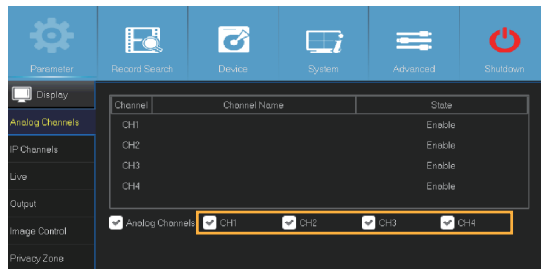 Parameter Record Search Device System Advanced Shutdown
Display
Analog Channels
IP Channels
Live
Output
Image Control
Privacy Zone
Channel Channel Name State
CH1 Enable
CH2 Enable
CH3 Enable
CH4 Enable
Analog Channels CH1 CH2 CH3 CH4